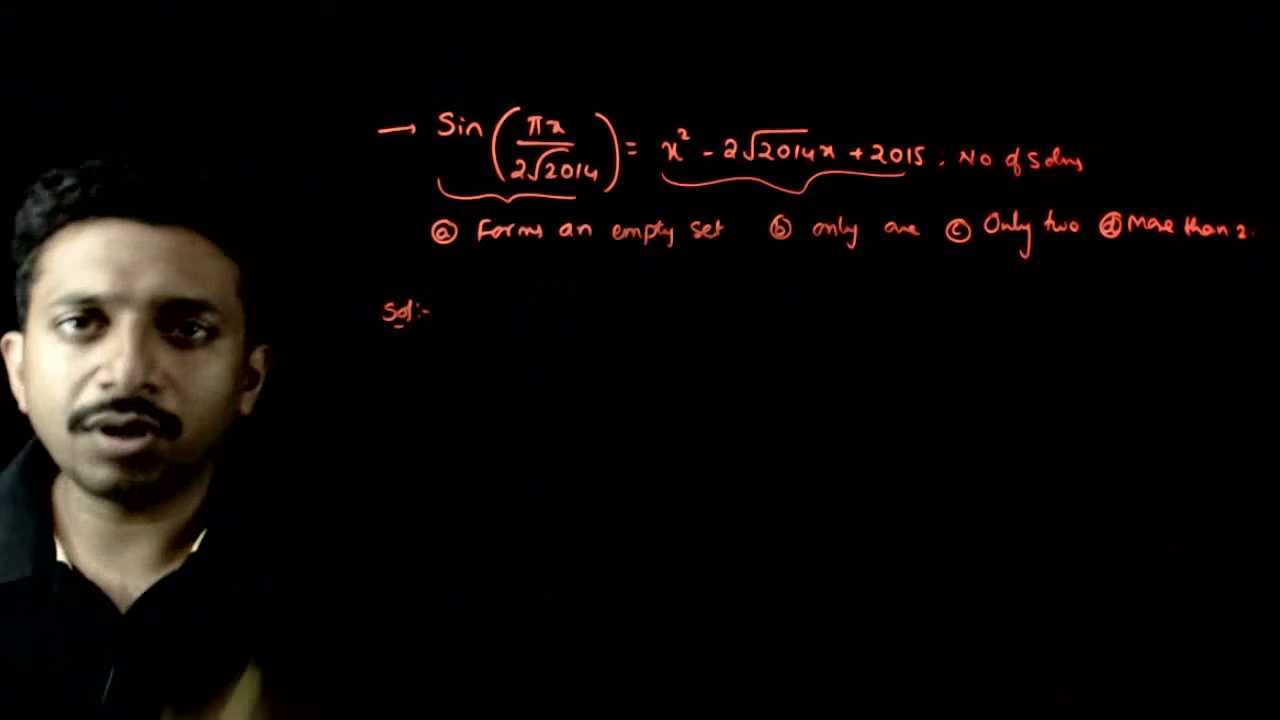 → Sin(πx/2√2014) = x² - 2√2014x + 2015. No of Solns
ⓐ Forms an empty set ⓑ only one ⓒ Only two ⓓ More than 2.
Sol:-